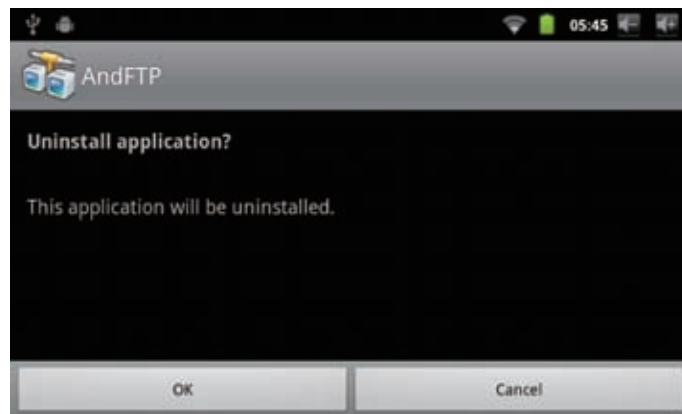 05:45
AndFTP
Uninstall application?
This application will be uninstalled.
OK
Cancel